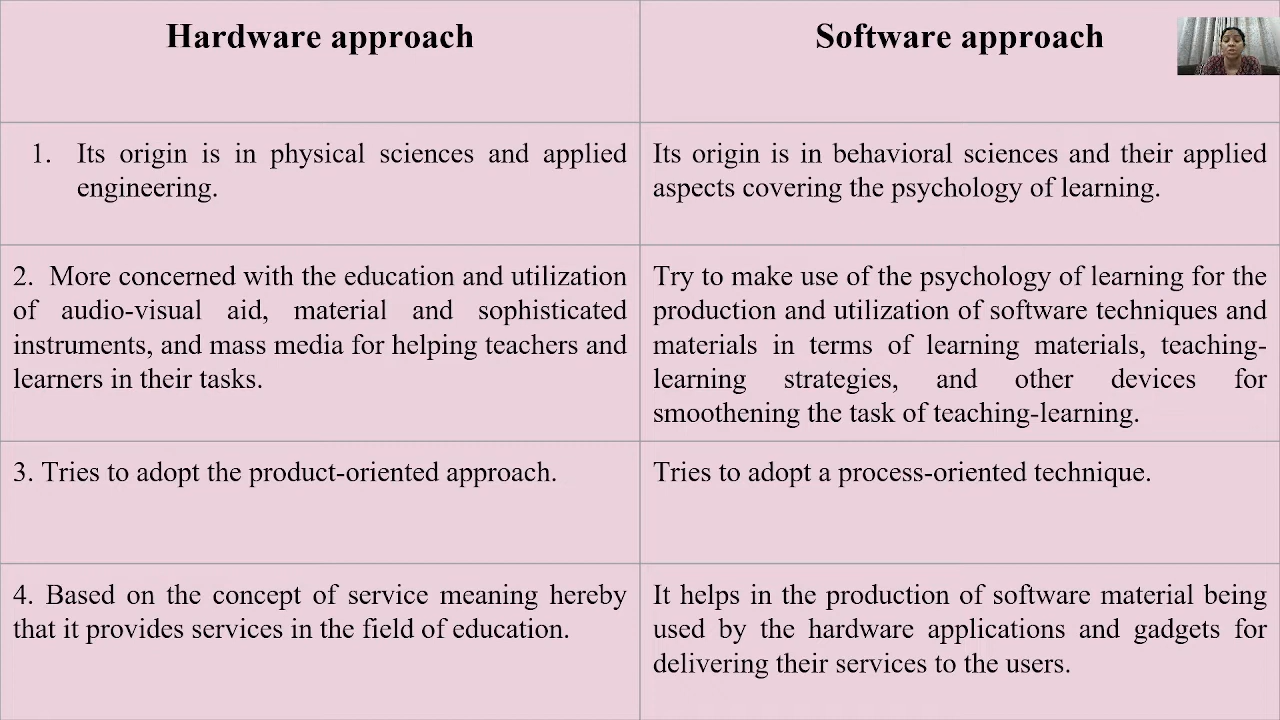 Hardware approach
Software approach
1. Its origin is in physical sciences and applied
engineering.
Its origin is in behavioral sciences and their applied
aspects covering the psychology of learning.
2. More concerned with the education and utilization
of audio-visual aid, material and sophisticated
instruments, and mass media for helping teachers and
learners in their tasks.
Try to make use of the psychology of learning for the
production and utilization of software techniques and
materials in terms of learning materials, teaching-
learning strategies, and other devices for
smoothening the task of teaching-learning.
3. Tries to adopt the product-oriented approach.
Tries to adopt a process-oriented technique.
4. Based on the concept of service meaning hereby
that it provides services in the field of education.
It helps in the production of software material being
used by the hardware applications and gadgets for
delivering their services to the users.